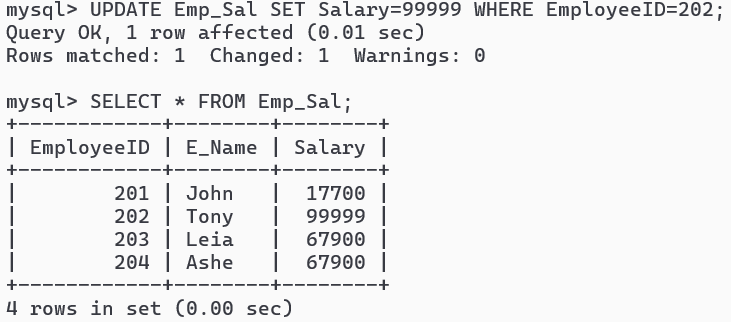 mysql> UPDATE Emp_Sal SET Salary=99999 WHERE EmployeeID=202;
Query OK, 1 row affected (0.01 sec)
Rows matched: 1  Changed: 1  Warnings: 0

mysql> SELECT * FROM Emp_Sal;
+------------+--------+--------+
| EmployeeID | E_Name | Salary |
+------------+--------+--------+
|        201 | John   |  17700 |
|        202 | Tony   |  99999 |
|        203 | Leia   |  67900 |
|        204 | Ashe   |  67900 |
+------------+--------+--------+
4 rows in set (0.00 sec)